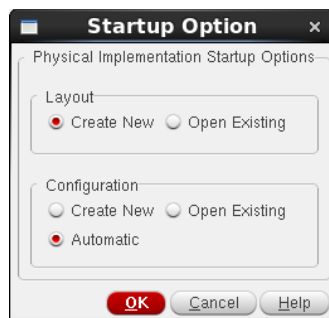 Startup Option
Physical Implementation Startup Options
Layout
Create New Open Existing
Configuration
Create New Open Existing
Automatic
OK Cancel Help